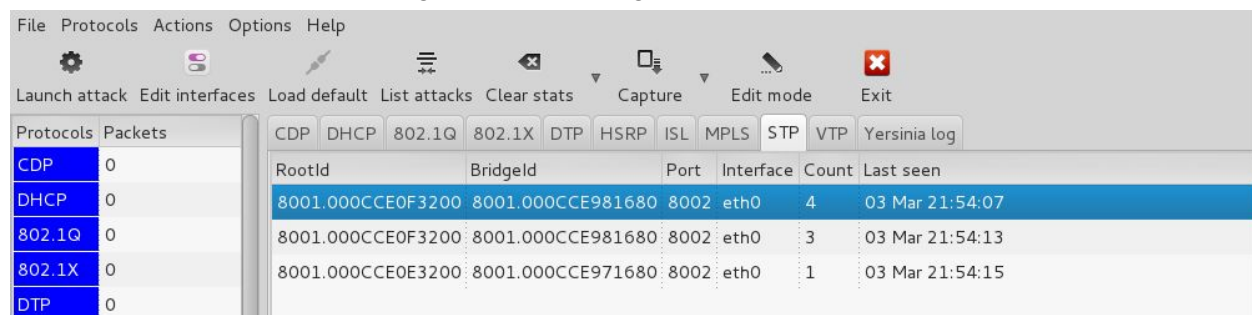 File Protocols Actions Options Help
Launch attack Edit interfaces Load default List attacks Clear stats Capture Edit mode Exit
Protocols Packets
CDP 0
DHCP 0
802.1Q 0
802.1X 0
DTP 0
CDP DHCP 802.1Q 802.1X DTP HSRP ISL MPLS STP VTP Yersinia log
RootId BridgeId Port Interface Count Last seen
8001.000CCE0F3200 8001.000CCE981680 8002 eth0 4 03 Mar 21:54:07
8001.000CCE0F3200 8001.000CCE981680 8002 eth0 3 03 Mar 21:54:13
8001.000CCE0E3200 8001.000CCE971680 8002 eth0 1 03 Mar 21:54:15